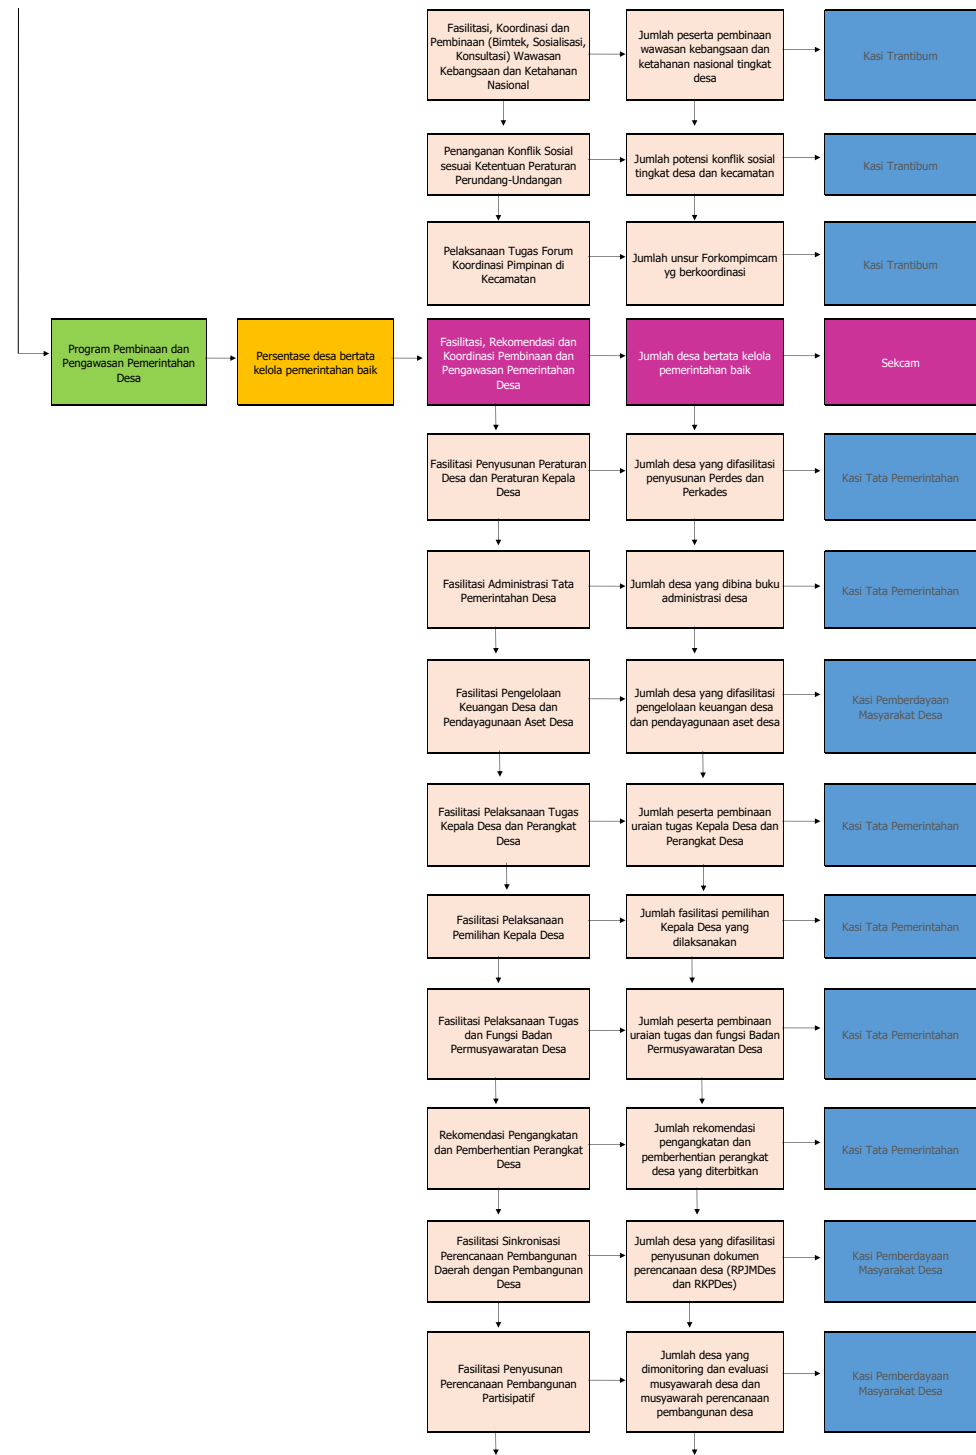 Fasilitasi, Koordinasi dan
Pembinaan (Bimtek, Sosialisasi,
Konsultasi) Wawasan
Kebangsaan dan Ketahanan
Nasional
Jumlah peserta pembinaan
wawasan kebangsaan dan
ketahanan nasional tingkat
desa
Kasi Trantibum
Penanganan Konflik Sosial
sesuai Ketentuan Peraturan
Perundang-Undangan
Jumlah potensi konflik sosial
tingkat desa dan kecamatan
Kasi Trantibum
Pelaksanaan Tugas Forum
Koordinasi Pimpinan di
Kecamatan
Jumlah unsur Forkompimcam
yg berkoordinasi
Kasi Trantibum
Program Pembinaan dan
Pengawasan Pemerintahan
Desa
Persentase desa bertata
kelola pemerintahan baik
Fasilitasi, Rekomendasi dan
Koordinasi Pembinaan dan
Pengawasan Pemerintahan
Desa
Jumlah desa bertata kelola
pemerintahan baik
Sekcam
Fasilitasi Penyusunan Peraturan
Desa dan Peraturan Kepala
Desa
Jumlah desa yang difasilitasi
penyusunan Perdes dan
Perkades
Kasi Tata Pemerintahan
Fasilitasi Administrasi Tata
Pemerintahan Desa
Jumlah desa yang dibina buku
administrasi desa
Kasi Tata Pemerintahan
Fasilitasi Pengelolaan
Keuangan Desa dan
Pendayagunaan Aset Desa
Jumlah desa yang difasilitasi
pengelolaan keuangan desa
dan pendayagunaan aset desa
Kasi Pemberdayaan
Masyarakat Desa
Fasilitasi Pelaksanaan Tugas
Kepala Desa dan Perangkat
Desa
Jumlah peserta pembinaan
uraian tugas Kepala Desa dan
Perangkat Desa
Kasi Tata Pemerintahan
Fasilitasi Pelaksanaan
Pemilihan Kepala Desa
Jumlah fasilitasi pemilihan
Kepala Desa yang
dilaksanakan
Kasi Tata Pemerintahan
Fasilitasi Pelaksanaan Tugas
dan Fungsi Badan
Permusyawaratan Desa
Jumlah peserta pembinaan
uraian tugas dan fungsi Badan
Permusyawaratan Desa
Kasi Tata Pemerintahan
Rekomendasi Pengangkatan
dan Pemberhentian Perangkat
Desa
Jumlah rekomendasi
pengangkatan dan
pemberhentian perangkat
desa yang diterbitkan
Kasi Tata Pemerintahan
Fasilitasi Sinkronisasi
Perencanaan Pembangunan
Daerah dengan Pembangunan
Desa
Jumlah desa yang difasilitasi
penyusunan dokumen
perencanaan desa (RPJMDes
dan RKPDes)
Kasi Pemberdayaan
Masyarakat Desa
Fasilitasi Penyusunan
Perencanaan Pembangunan
Partisipatif
Jumlah desa yang
dimonitoring dan evaluasi
musyawarah desa dan
musyawarah perencanaan
pembangunan desa
Kasi Pemberdayaan
Masyarakat Desa